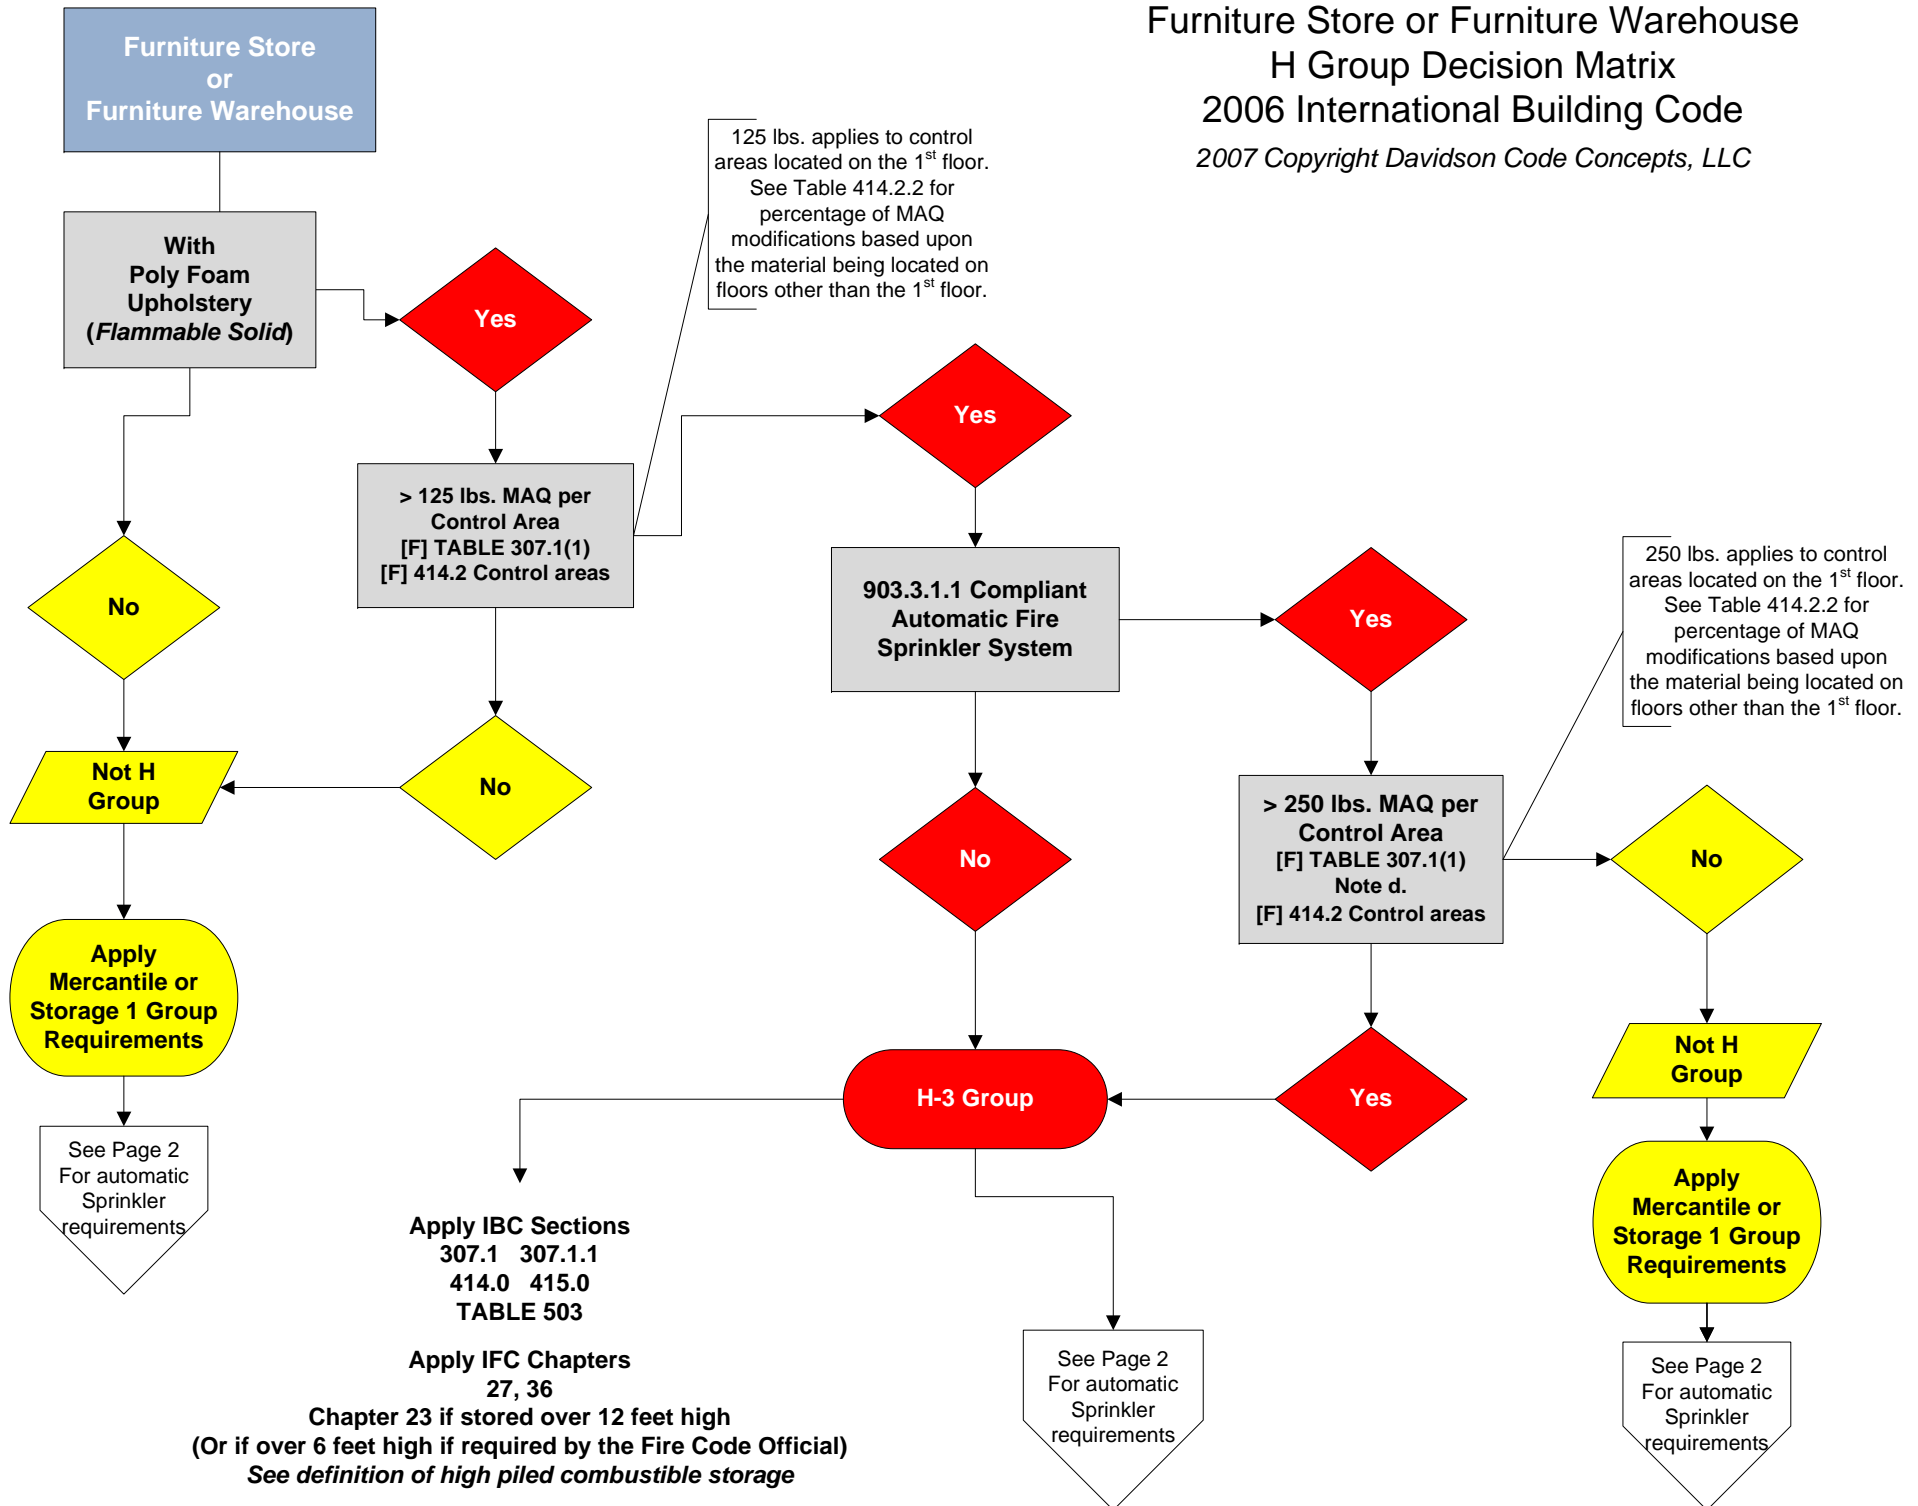 Furniture Store or Furniture Warehouse
H Group Decision Matrix
2006 International Building Code
2007 Copyright Davidson Code Concepts, LLC
Furniture Store
or
Furniture Warehouse
With
Poly Foam
Upholstery
(Flammable Solid)
Yes
125 lbs. applies to control
areas located on the 1st floor.
See Table 414.2.2 for
percentage of MAQ
modifications based upon
the material being located on
floors other than the 1st floor.
> 125 lbs. MAQ per
Control Area
[F] TABLE 307.1(1)
[F] 414.2 Control areas
Yes
No
No
903.3.1.1 Compliant
Automatic Fire
Sprinkler System
Yes
250 lbs. applies to control
areas located on the 1st floor.
See Table 414.2.2 for
percentage of MAQ
modifications based upon
the material being located on
floors other than the 1st floor.
Not H
Group
No
> 250 lbs. MAQ per
Control Area
[F] TABLE 307.1(1)
Note d.
[F] 414.2 Control areas
No
Apply
Mercantile or
Storage 1 Group
Requirements
H-3 Group
Yes
Not H
Group
See Page 2
For automatic
Sprinkler
requirements
Apply IBC Sections
307.1 307.1.1
414.0 415.0
TABLE 503
Apply IFC Chapters
27, 36
Chapter 23 if stored over 12 feet high
(Or if over 6 feet high if required by the Fire Code Official)
See definition of high piled combustible storage
See Page 2
For automatic
Sprinkler
requirements
Apply
Mercantile or
Storage 1 Group
Requirements
See Page 2
For automatic
Sprinkler
requirements